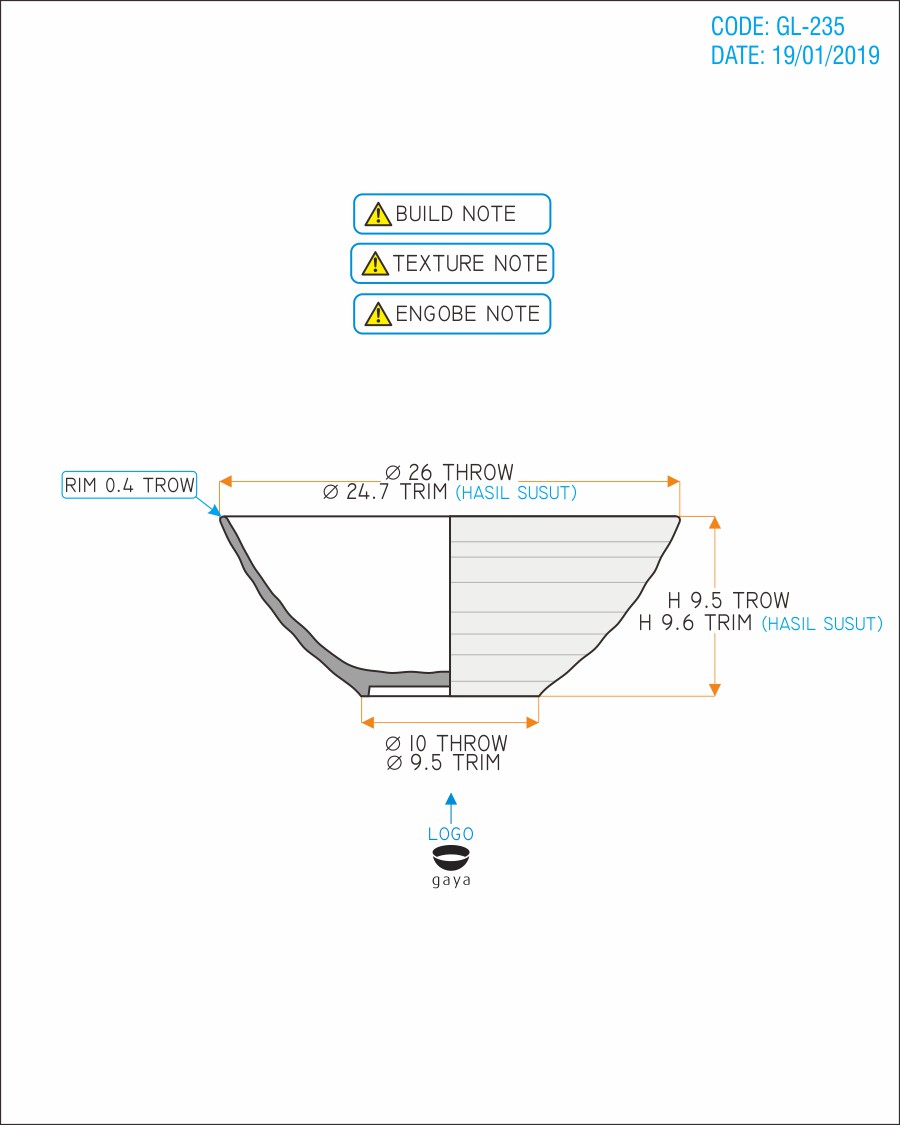 CODE: GL-235
DATE: 19/01/2019
BUILD NOTE
TEXTURE NOTE
ENGOBE NOTE
Ø 26 THROW
Ø 24.7 TRIM (HASIL SUSUT)
RIM 0.4 TROW
H 9.5 TROW
H 9.6 TRIM (HASIL SUSUT)
Ø 10 THROW
Ø 9.5 TRIM
LOGO
gaya